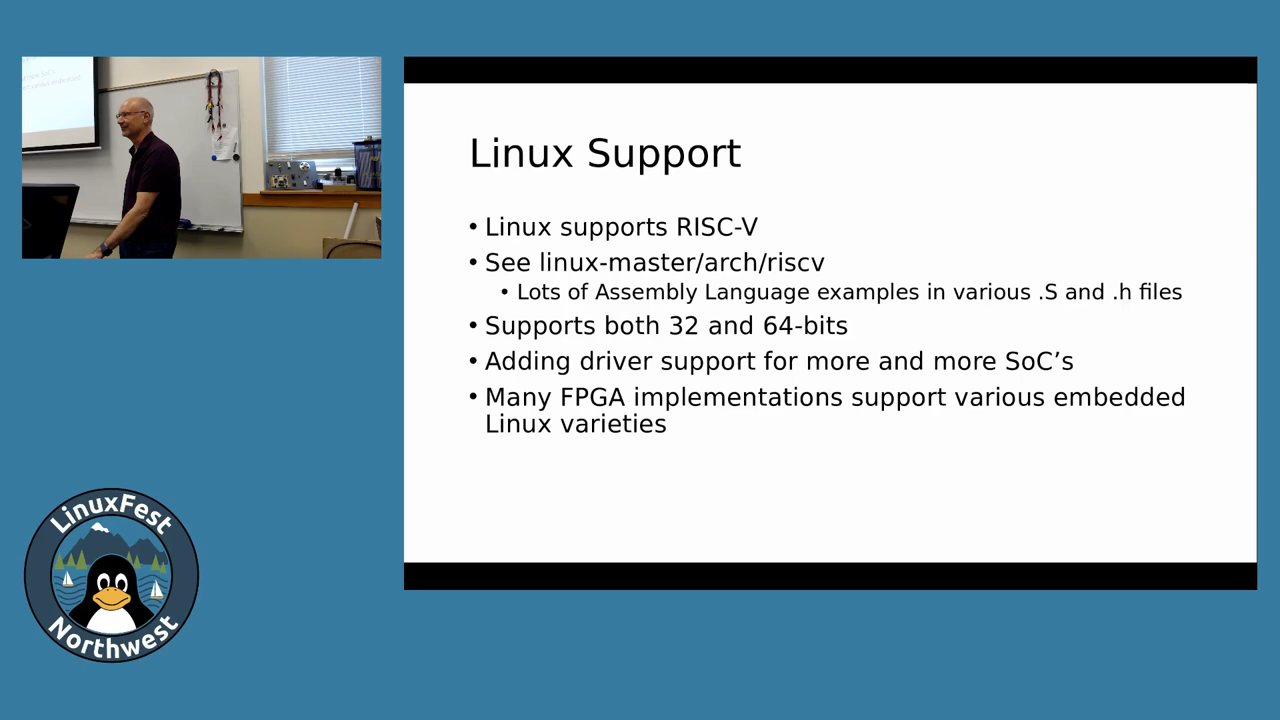 Linux Support
• Linux supports RISC-V
• See linux-master/arch/riscv
• Lots of Assembly Language examples in various .S and .h files
• Supports both 32 and 64-bits
• Adding driver support for more and more SoC’s
• Many FPGA implementations support various embedded
Linux varieties
LinuxFest
Northwest